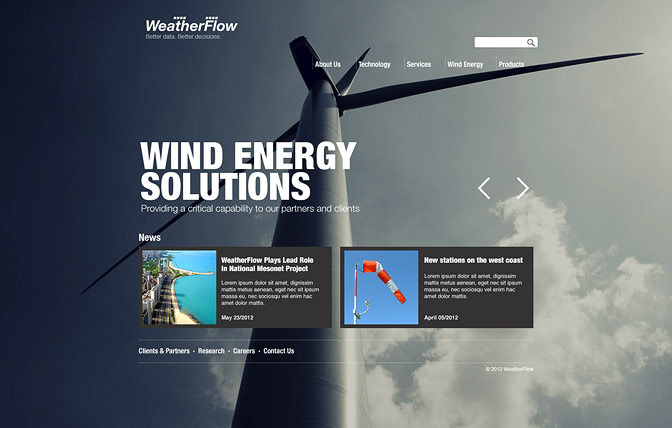 WeatherFlow
Better data. Better decisions.
About Us
Technology
Services
Wind Energy
Products
WIND ENERGY
SOLUTIONS
Providing a critical capability to our partners and clients
News
WeatherFlow Plays Lead Role
in National Mesonet Project
Lorem ipsum dolor sit amet, dignissim
mattis metus aenean, eget nec sit ipsum
massa eu, nec sociosqu vel enim hac
amet dolor mattis.
May 23/2012
New stations on the west coast
Lorem ipsum dolor sit amet, dignissim
mattis metus aenean, eget nec sit ipsum
massa eu, nec sociosqu vel enim hac
amet dolor mattis.
April 05/2012
Clients & Partners • Research • Careers • Contact Us
© 2012 WeatherFlow